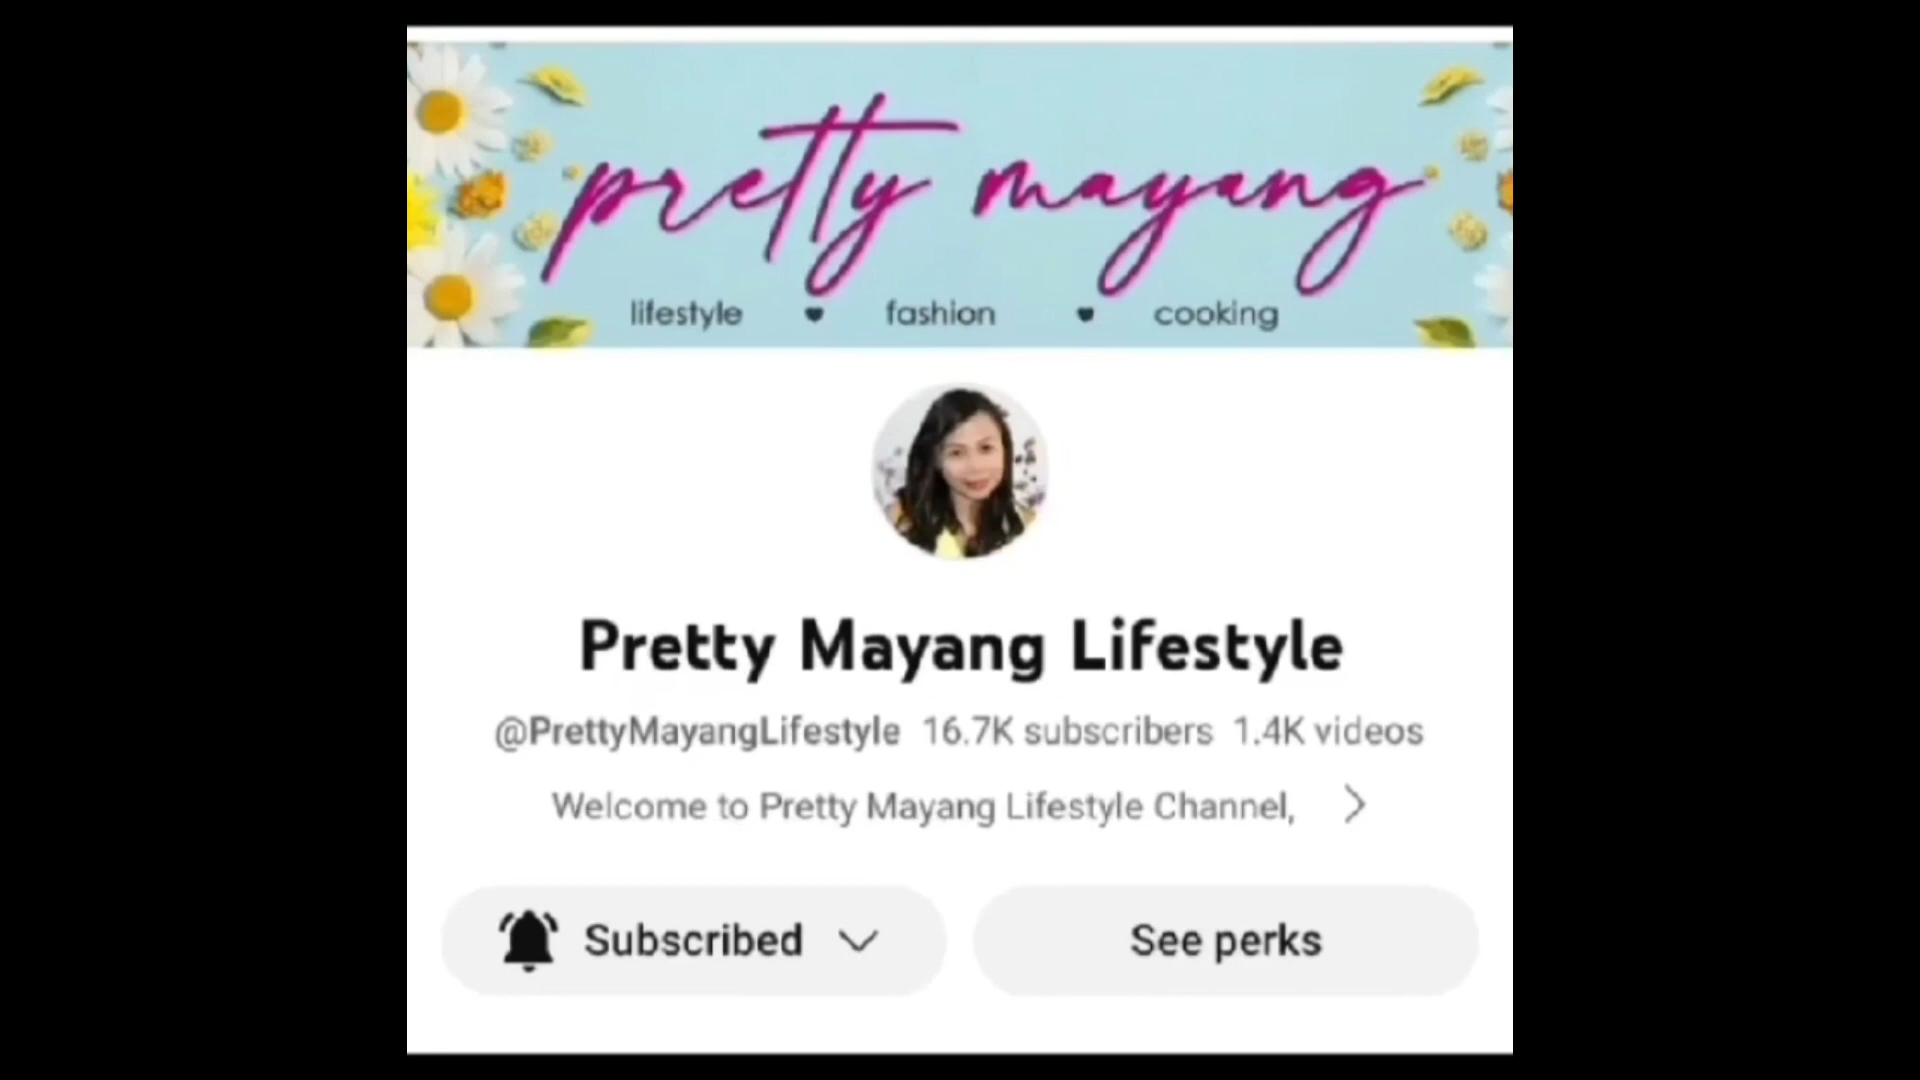 pretty mayang
lifestyle ♥ fashion ♥ cooking
Pretty Mayang Lifestyle
@PrettyMayangLifestyle 16.7K subscribers 1.4K videos
Welcome to Pretty Mayang Lifestyle Channel,
Subscribed
See perks